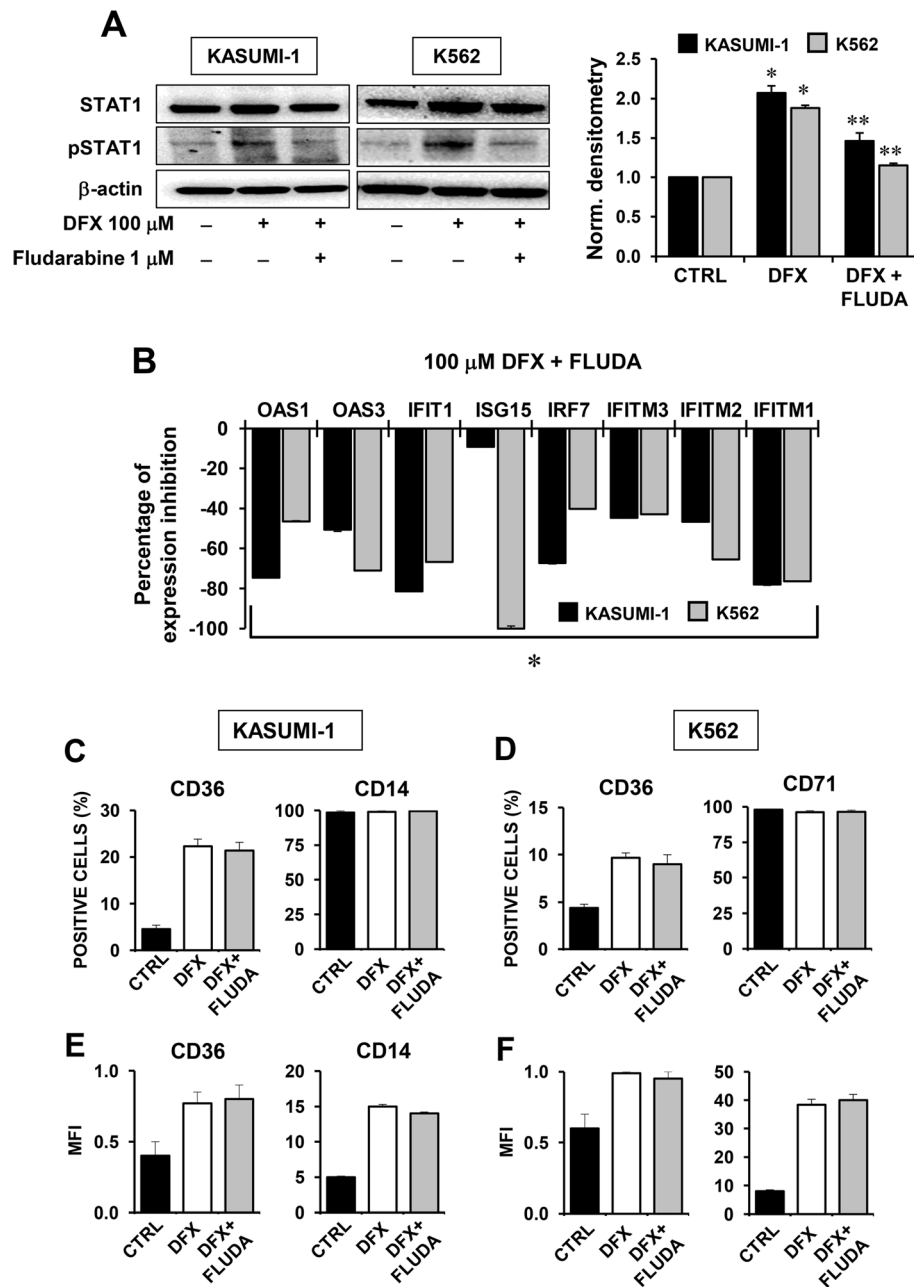 A
KASUMI-1
K562
STAT1
pSTAT1
β-actin
DFX 100 μM – + + – + +
Fludarabine 1 μM – – + – – +
KASUMI-1 K562
Norm. densitometry
2.5
2.0
1.5
1.0
0.5
0.0
* * ** **
CTRL DFX DFX + FLUDA
B
100 μM DFX + FLUDA
OAS1 OAS3 IFIT1 ISG15 IRF7 IFITM3 IFITM2 IFITM1
Percentage of
expression inhibition
0
-20
-40
-60
-80
-100
KASUMI-1 K562
*
KASUMI-1
K562
C
CD36
POSITIVE CELLS (%)
30
20
10
0
CTRL DFX DFX+ FLUDA
CD14
100
75
50
25
0
CTRL DFX DFX+ FLUDA
D
CD36
POSITIVE CELLS (%)
15
10
5
0
CTRL DFX DFX+ FLUDA
CD71
100
75
50
25
0
CTRL DFX DFX+ FLUDA
E
CD36
MFI
1.0
0.5
0.0
CTRL DFX DFX+ FLUDA
CD14
20
15
10
5
0
CTRL DFX DFX+ FLUDA
F
MFI
1.0
0.5
0.0
CTRL DFX DFX+ FLUDA
50
40
30
20
10
0
CTRL DFX DFX+ FLUDA